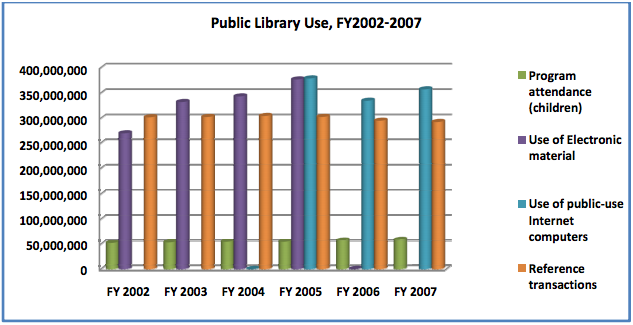 Public Library Use, FY2002-2007
400,000,000
350,000,000
300,000,000
250,000,000
200,000,000
150,000,000
100,000,000
50,000,000
0
FY 2002 FY 2003 FY 2004 FY 2005 FY 2006 FY 2007
Program
attendance
(children)
Use of Electronic
material
Use of public-use
Internet
computers
Reference
transactions